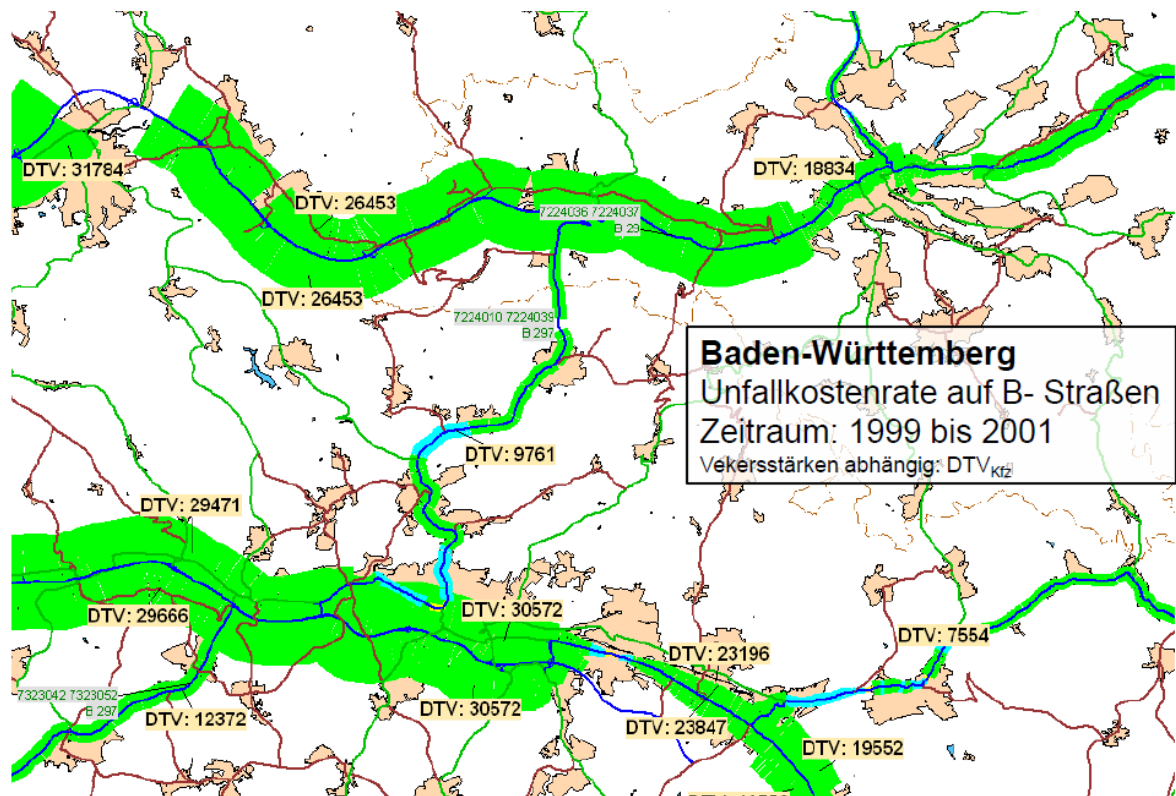 DTV: 31784
DTV: 26453
DTV: 18834
7224036 7224037
B 29
DTV: 26453
7224010 7224039
B 297
Baden-Württemberg
Unfallkostenrate auf B- Straßen
Zeitraum: 1999 bis 2001
Vekersstärken abhängig: DTVKfz
DTV: 9761
DTV: 29471
DTV: 29666
DTV: 30572
DTV: 7554
DTV: 23196
7323042 7323052
B 297
DTV: 12372
DTV: 30572
DTV: 23847
DTV: 19552